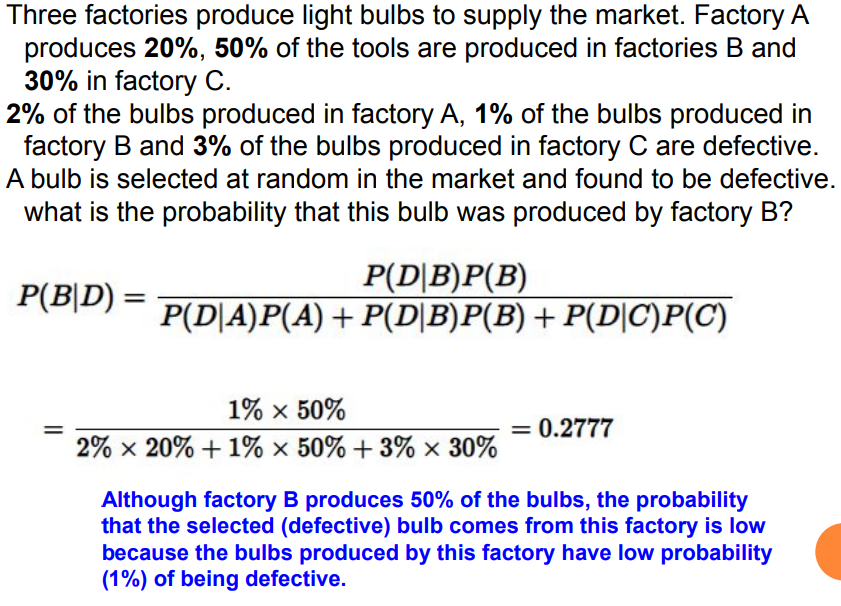 Three factories produce light bulbs to supply the market. Factory A
produces 20%, 50% of the tools are produced in factories B and
30% in factory C.
2% of the bulbs produced in factory A, 1% of the bulbs produced in
factory B and 3% of the bulbs produced in factory C are defective.
A bulb is selected at random in the market and found to be defective.
what is the probability that this bulb was produced by factory B?
P(B|D) = P(D|B)P(B) / P(D|A)P(A) + P(D|B)P(B) + P(D|C)P(C)
= 1% × 50% / 2% × 20% + 1% × 50% + 3% × 30% = 0.2777
Although factory B produces 50% of the bulbs, the probability
that the selected (defective) bulb comes from this factory is low
because the bulbs produced by this factory have low probability
(1%) of being defective.